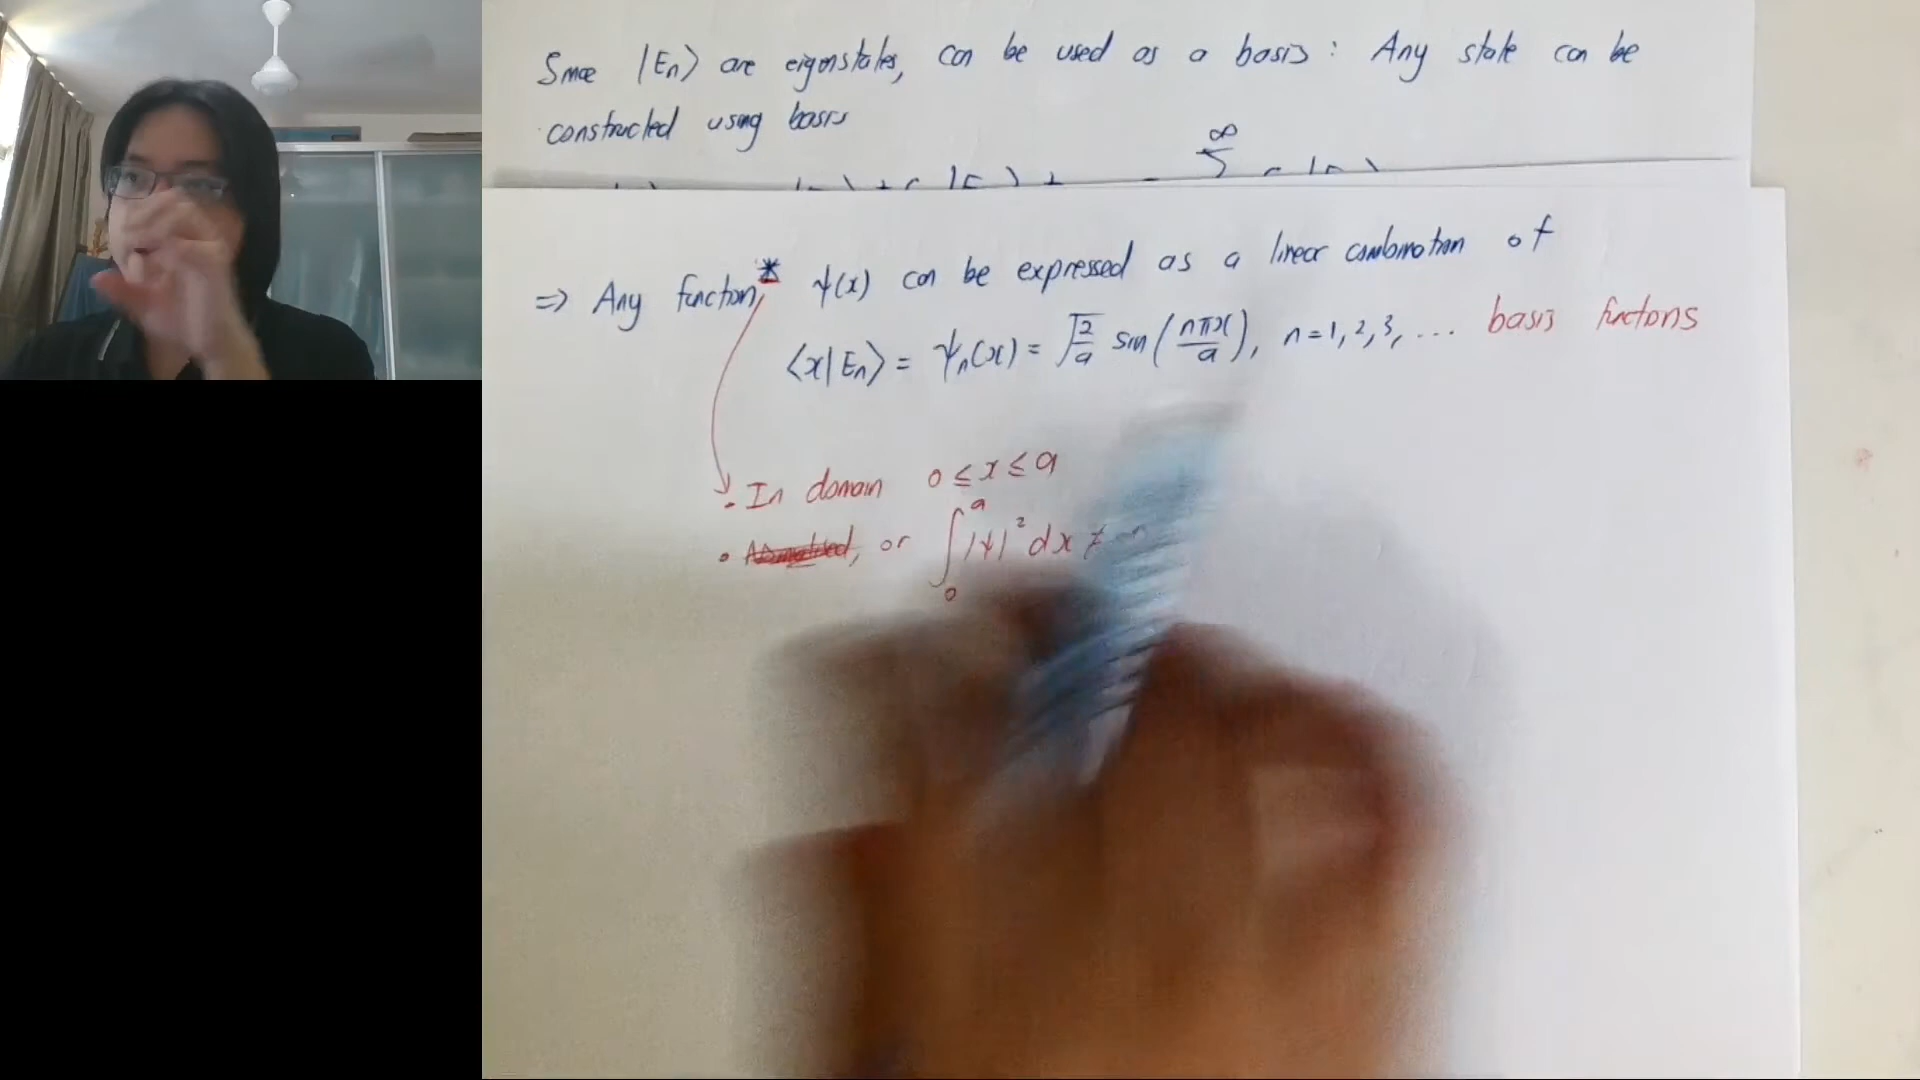 Since |En⟩ are eigenstates, can be used as a basis: Any state can be
constructed using basis
∞
⇒ Any function,* ψ(x) can be expressed as a linear combination of
⟨x|En⟩ = ψn(x) = √(2/a) sin(nπx/a), n=1, 2, 3, ... basis functions
• In domain 0 ≤ x ≤ a
• or ∫₀ᵃ |ψ|² dx ≠